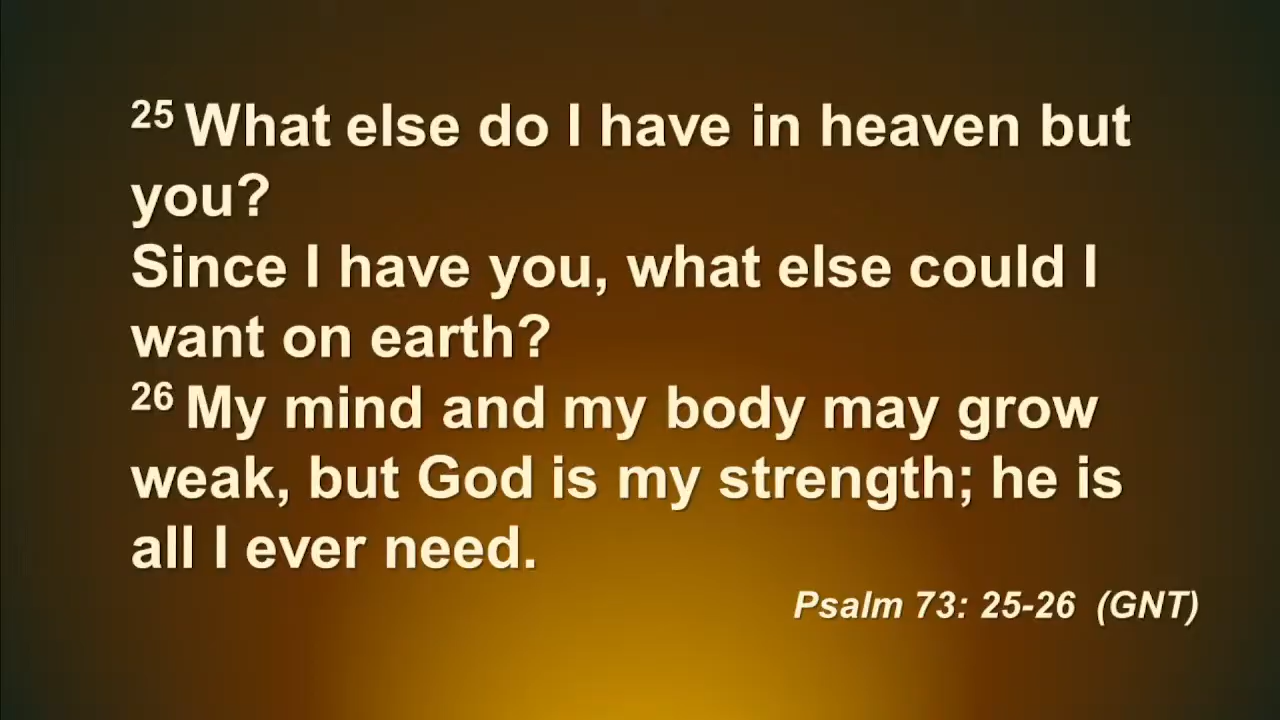 25 What else do I have in heaven but
you?
Since I have you, what else could I
want on earth?
26 My mind and my body may grow
weak, but God is my strength; he is
all I ever need.
Psalm 73: 25-26 (GNT)